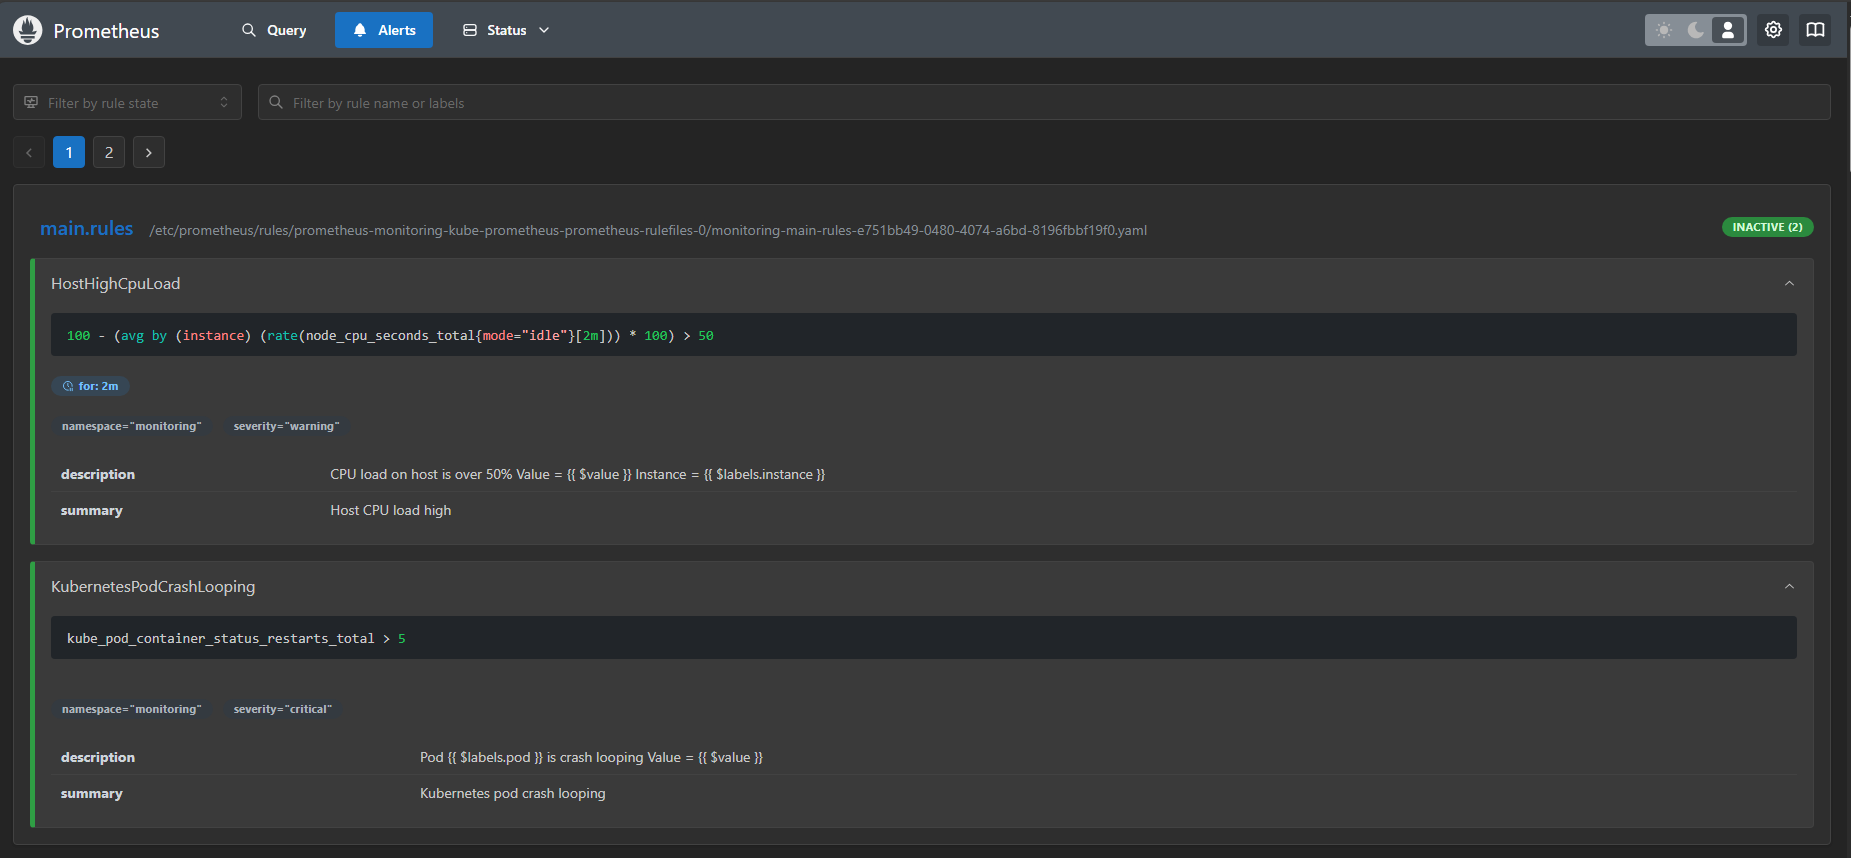 Prometheus Query Alerts Status
Filter by rule state Filter by rule name or labels
1 2
main.rules /etc/prometheus/rules/prometheus-monitoring-kube-prometheus-prometheus-rulefiles-0/monitoring-main-rules-e751bb49-0480-4074-a6bd-8196fbbf19f0.yaml INACTIVE (2)
HostHighCpuLoad
100 - (avg by (instance) (rate(node_cpu_seconds_total{mode="idle"}[2m])) * 100) > 50
for: 2m
namespace="monitoring" severity="warning"
description CPU load on host is over 50% Value = {{ $value }} Instance = {{ $labels.instance }}
summary Host CPU load high
KubernetesPodCrashLooping
kube_pod_container_status_restarts_total > 5
namespace="monitoring" severity="critical"
description Pod {{ $labels.pod }} is crash looping Value = {{ $value }}
summary Kubernetes pod crash looping